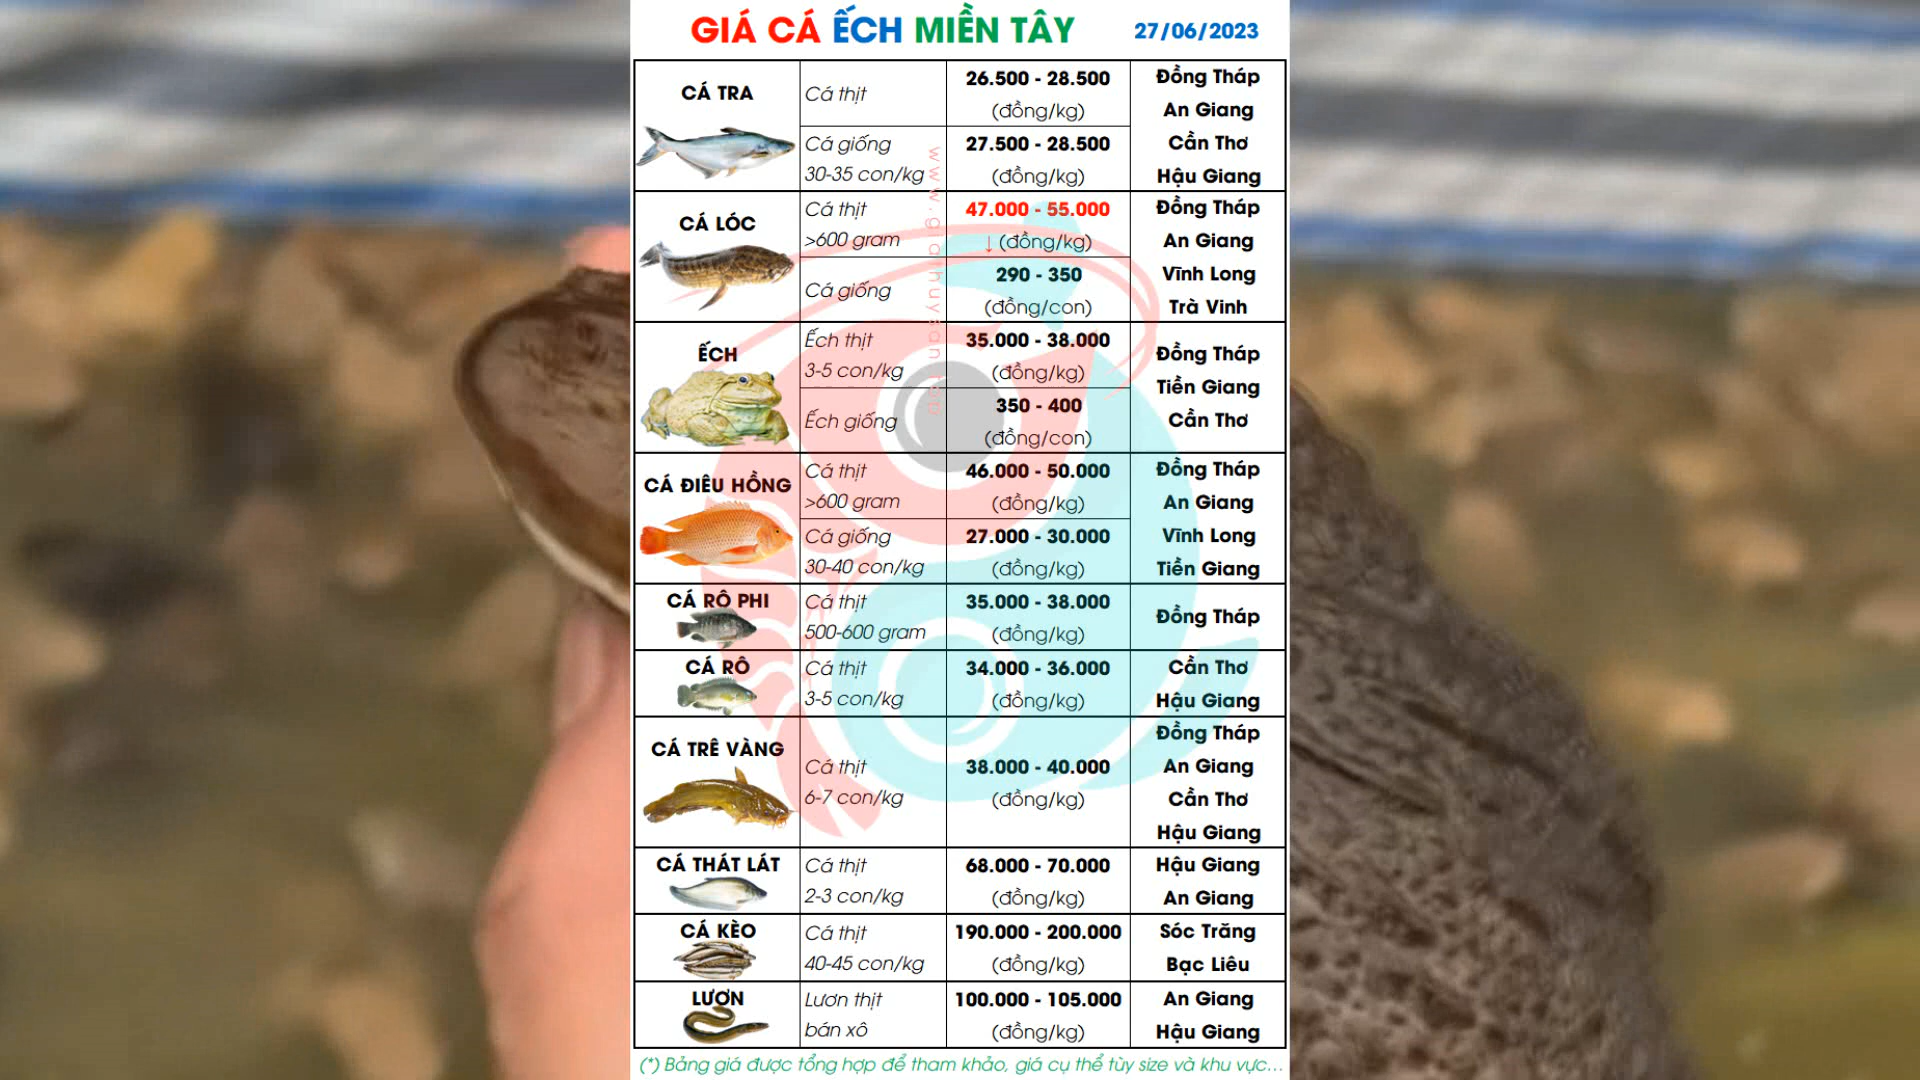 GIÁ CÁ ẾCH MIỀN TÂY 27/06/2023
CÁ TRA
Cá thịt
26.500 - 28.500
(đồng/kg)
Cá giống
30-35 con/kg
27.500 - 28.500
(đồng/kg)
Đồng Tháp
An Giang
Cần Thơ
Hậu Giang
CÁ LÓC
Cá thịt
>600 gram
47.000 - 55.000
↓ (đồng/kg)
Cá giống
290 - 350
(đồng/con)
Đồng Tháp
An Giang
Vĩnh Long
Trà Vinh
ẾCH
Ếch thịt
3-5 con/kg
35.000 - 38.000
(đồng/kg)
Ếch giống
350 - 400
(đồng/con)
Đồng Tháp
Tiền Giang
Cần Thơ
CÁ ĐIÊU HỒNG
Cá thịt
>600 gram
46.000 - 50.000
(đồng/kg)
Cá giống
30-40 con/kg
27.000 - 30.000
(đồng/kg)
Đồng Tháp
An Giang
Vĩnh Long
Tiền Giang
CÁ RÔ PHI
Cá thịt
500-600 gram
35.000 - 38.000
(đồng/kg)
Đồng Tháp
CÁ RÔ
Cá thịt
3-5 con/kg
34.000 - 36.000
(đồng/kg)
Cần Thơ
Hậu Giang
CÁ TRÊ VÀNG
Cá thịt
6-7 con/kg
38.000 - 40.000
(đồng/kg)
Đồng Tháp
An Giang
Cần Thơ
Hậu Giang
CÁ THÁT LÁT
Cá thịt
2-3 con/kg
68.000 - 70.000
(đồng/kg)
Hậu Giang
An Giang
CÁ KÈO
Cá thịt
40-45 con/kg
190.000 - 200.000
(đồng/kg)
Sóc Trăng
Bạc Liêu
LƯƠN
Lươn thịt
bán xô
100.000 - 105.000
(đồng/kg)
An Giang
Hậu Giang
(*) Bảng giá được tổng hợp để tham khảo, giá cụ thể tùy size và khu vực...